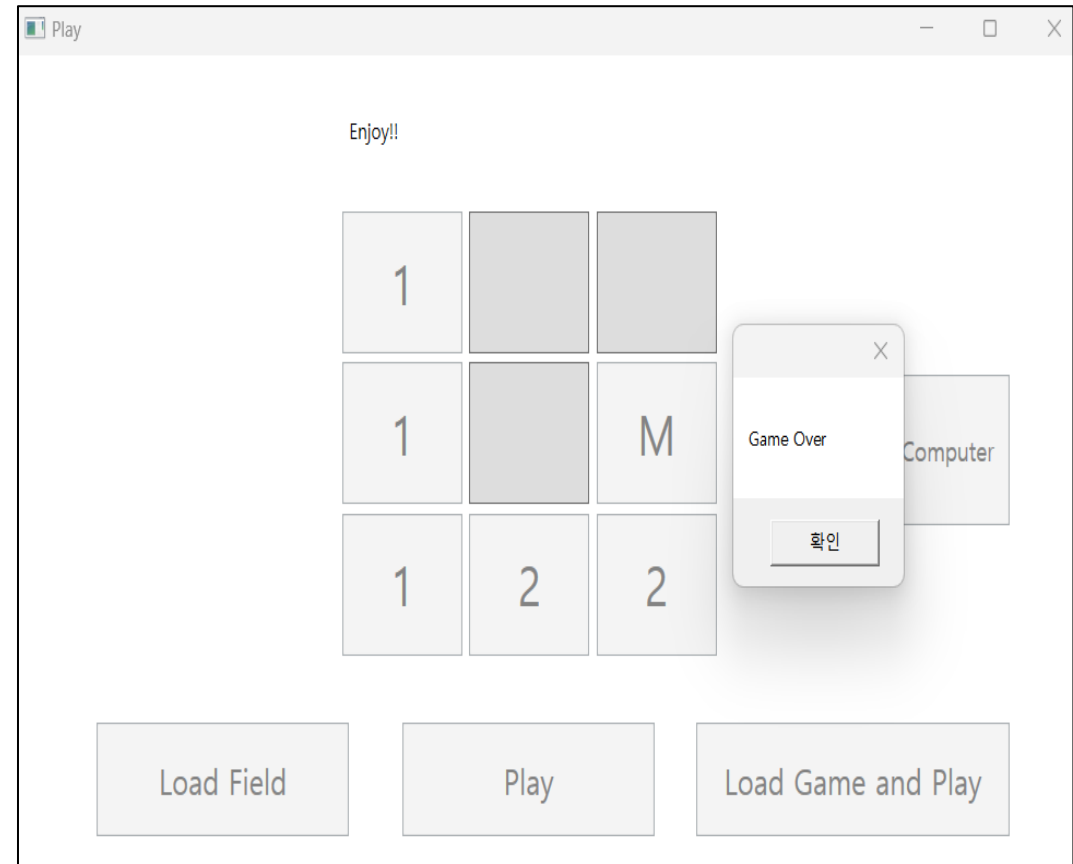 Play
Enjoy!!
1
1 M
Game Over
Computer
확인
1 2 2
Load Field Play Load Game and Play